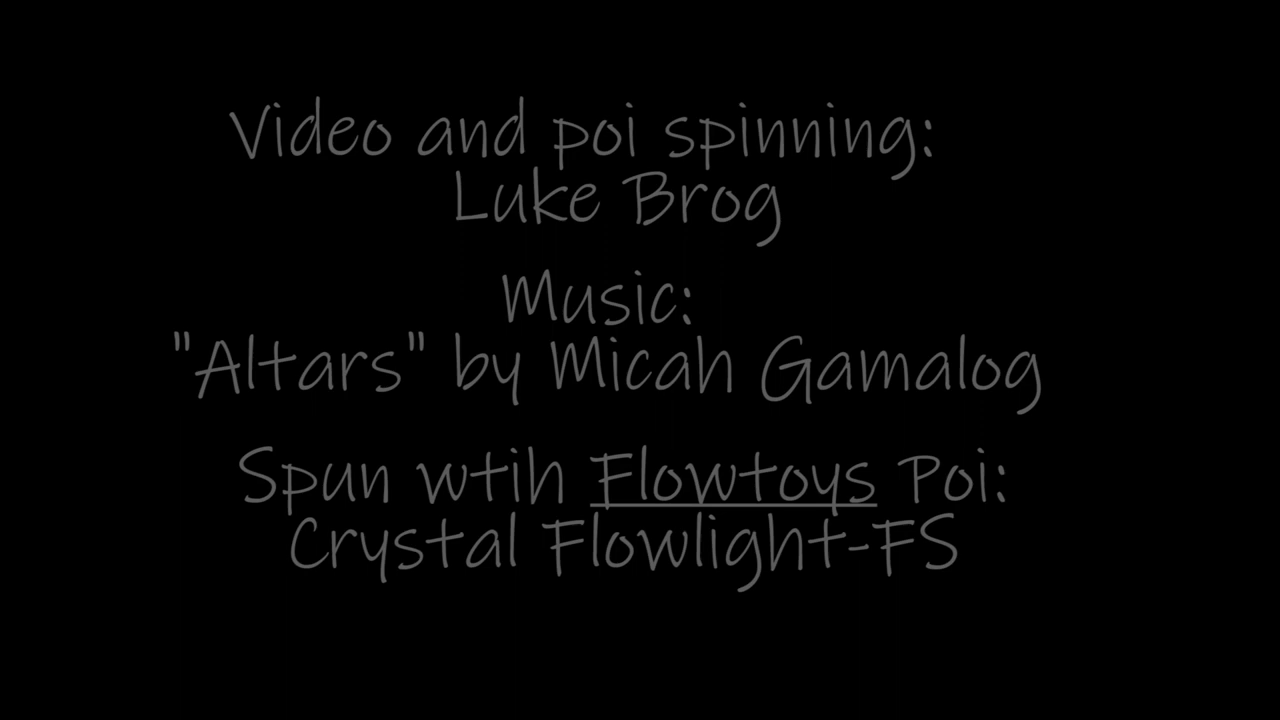 Video and poi spinning:
Luke Brog
Music:
"Altars" by Micah Gamalog
Spun wtih Flowtoys Poi:
Crystal Flowlight-FS